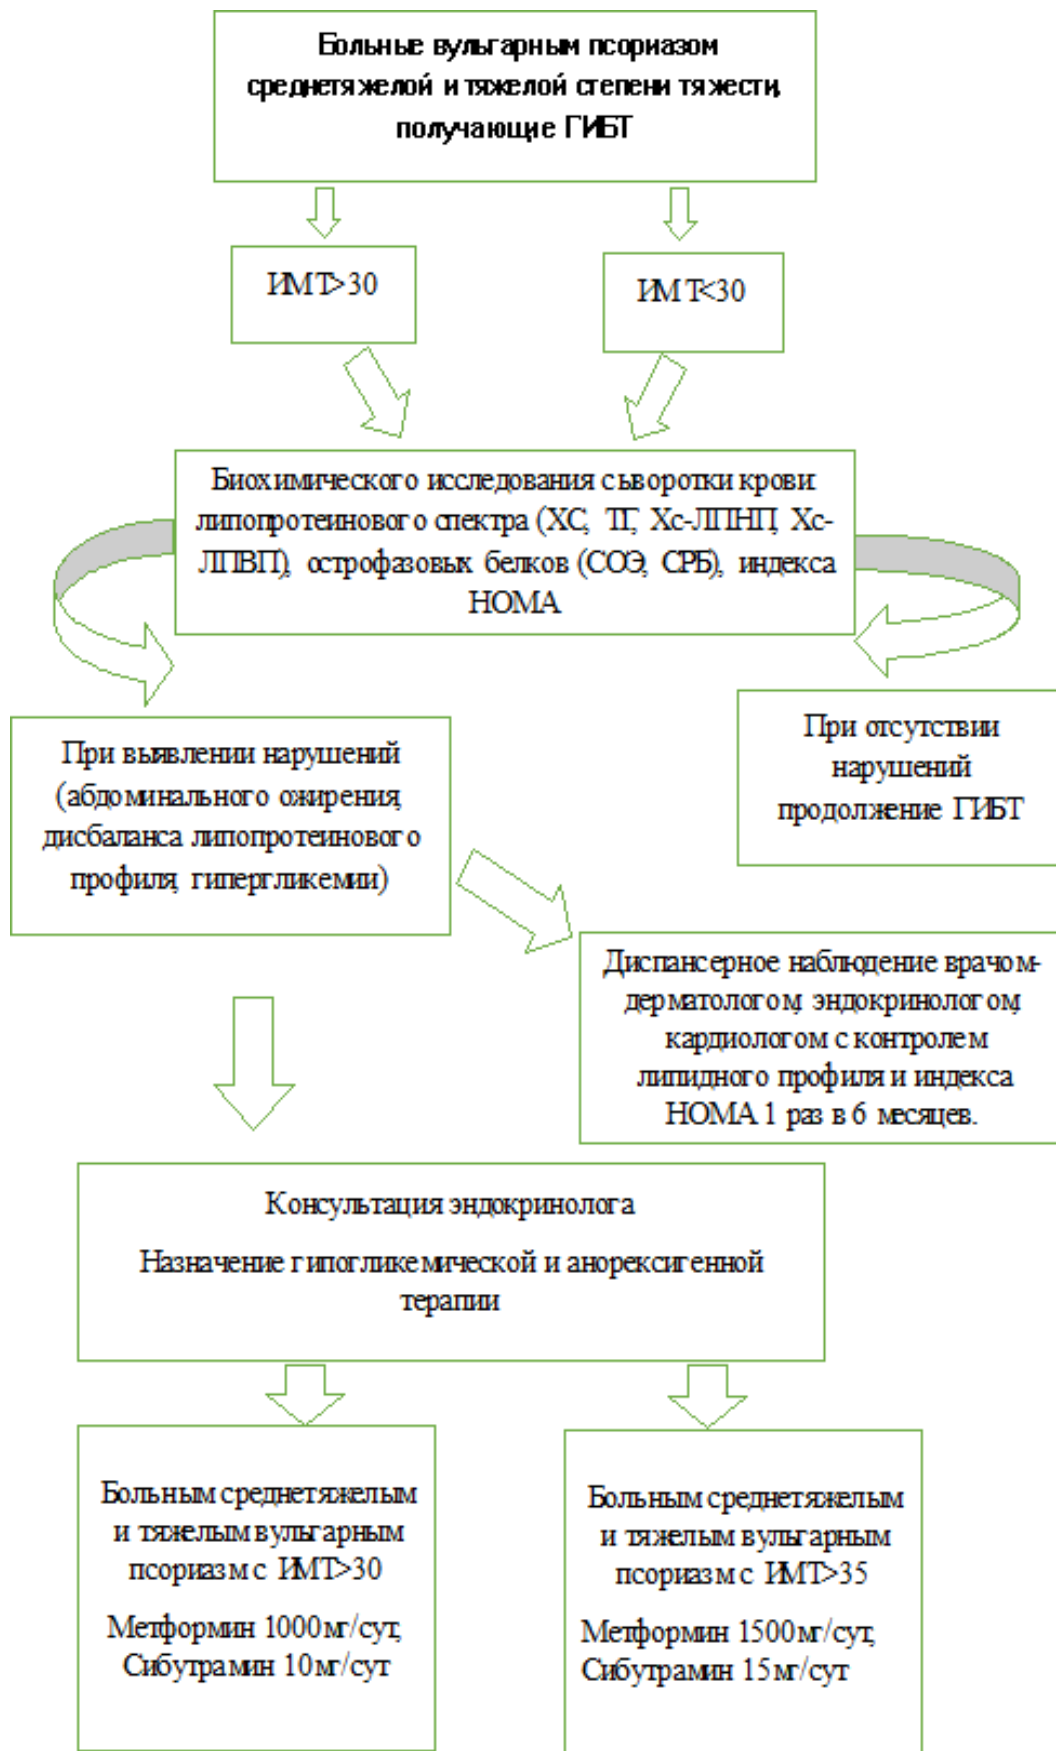 Больные вульгарным псориазом
среднетяжелой и тяжелой степени тяжести,
получающие ГИБТ
ИМТ>30
ИМТ<30
Биохимического исследования сыворотки крови:
липопротеинового спектра (ХС, ТГ, Хс-ЛПНП, Хс-
ЛПВП), острофазовых белков (СОЭ, СРБ), индекса
НОМА
При выявлении нарушений
(абдоминального ожирения,
дисбаланса липопротеинового
профиля, гипергликемии)
При отсутствии
нарушений
продолжение ГИБТ
Диспансерное наблюдение врачом-
дерматологом, эндокринологом,
кардиологом с контролем
липидного профиля и индекса
НОМА 1 раз в 6 месяцев.
Консультация эндокринолога
Назначение гипогликемической и анорексигенной
терапии
Больным среднетяжелым
и тяжелым вульгарным
псориазм с ИМТ>30
Метформин 1000мг/сут,
Сибутрамин 10мг/сут
Больным среднетяжелым
и тяжелым вульгарным
псориазм с ИМТ>35
Метформин 1500мг/сут,
Сибутрамин 15мг/сут